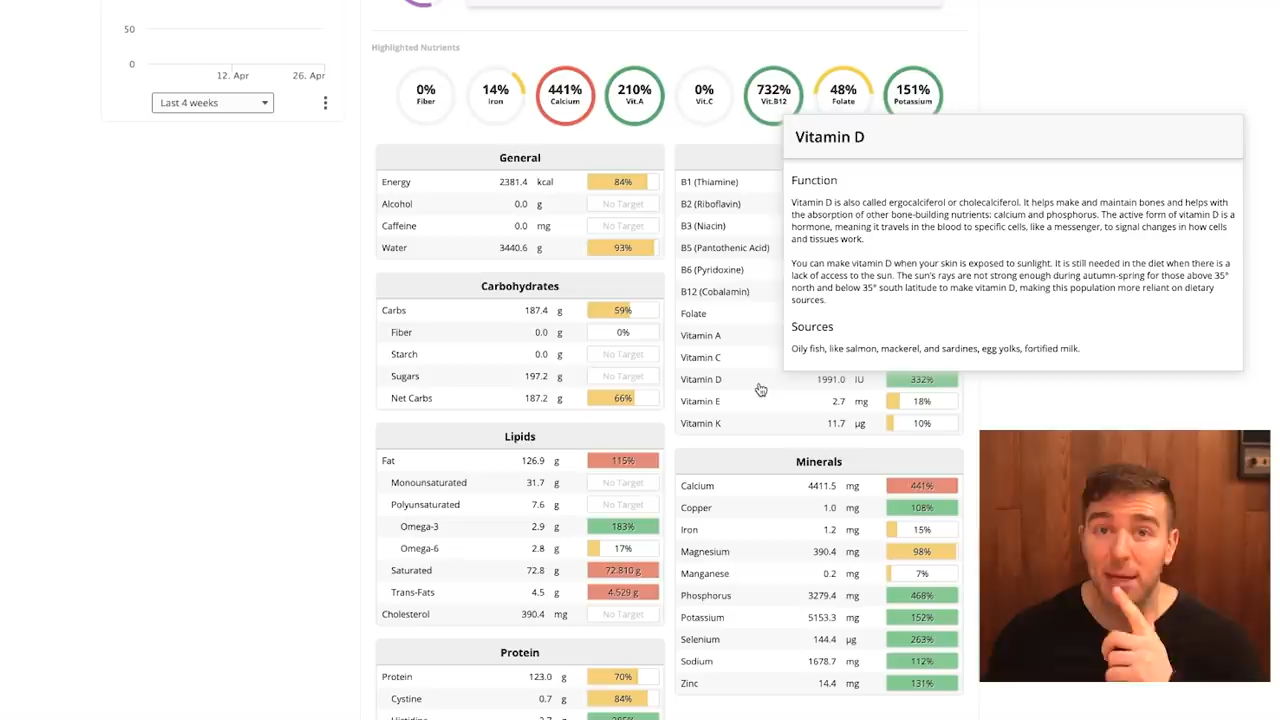 50
0
12. Apr
26. Apr
Last 4 weeks
Highlighted Nutrients
0%
Fiber
14%
Iron
441%
Calcium
210%
Vit.A
0%
Vit.C
732%
Vit.B12
48%
Folate
151%
Potassium
General
Energy 2381.4 kcal 84%
Alcohol 0.0 g No Target
Caffeine 0.0 mg No Target
Water 3440.6 g 93%
Carbohydrates
Carbs 187.4 g 59%
Fiber 0.0 g 0%
Starch 0.0 g No Target
Sugars 197.2 g No Target
Net Carbs 187.2 g 66%
Lipids
Fat 126.9 g 115%
Monounsaturated 31.7 g No Target
Polyunsaturated 7.6 g No Target
Omega-3 2.9 g 183%
Omega-6 2.8 g 17%
Saturated 72.8 g 72.810 g
Trans-Fats 4.5 g 4.529 g
Cholesterol 390.4 mg No Target
Protein
Protein 123.0 g 70%
Cystine 0.7 g 84%
B1 (Thiamine)
B2 (Riboflavin)
B3 (Niacin)
B5 (Pantothenic Acid)
B6 (Pyridoxine)
B12 (Cobalamin)
Folate
Vitamin A
Vitamin C
Vitamin D 1991.0 IU 332%
Vitamin E 2.7 mg 18%
Vitamin K 11.7 µg 10%
Minerals
Calcium 4411.5 mg 441%
Copper 1.0 mg 108%
Iron 1.2 mg 15%
Magnesium 390.4 mg 98%
Manganese 0.2 mg 7%
Phosphorus 3279.4 mg 468%
Potassium 5153.3 mg 152%
Selenium 144.4 µg 263%
Sodium 1678.7 mg 112%
Zinc 14.4 mg 131%
Vitamin D
Function
Vitamin D is also called ergocalciferol or cholecalciferol. It helps make and maintain bones and helps with
the absorption of other bone-building nutrients: calcium and phosphorus. The active form of vitamin D is a
hormone, meaning it travels in the blood to specific cells, like a messenger, to signal changes in how cells
and tissues work.
You can make vitamin D when your skin is exposed to sunlight. It is still needed in the diet when there is a
lack of access to the sun. The sun's rays are not strong enough during autumn-spring for those above 35°
north and below 35° south latitude to make vitamin D, making this population more reliant on dietary
sources.
Sources
Oily fish, like salmon, mackerel, and sardines, egg yolks, fortified milk.